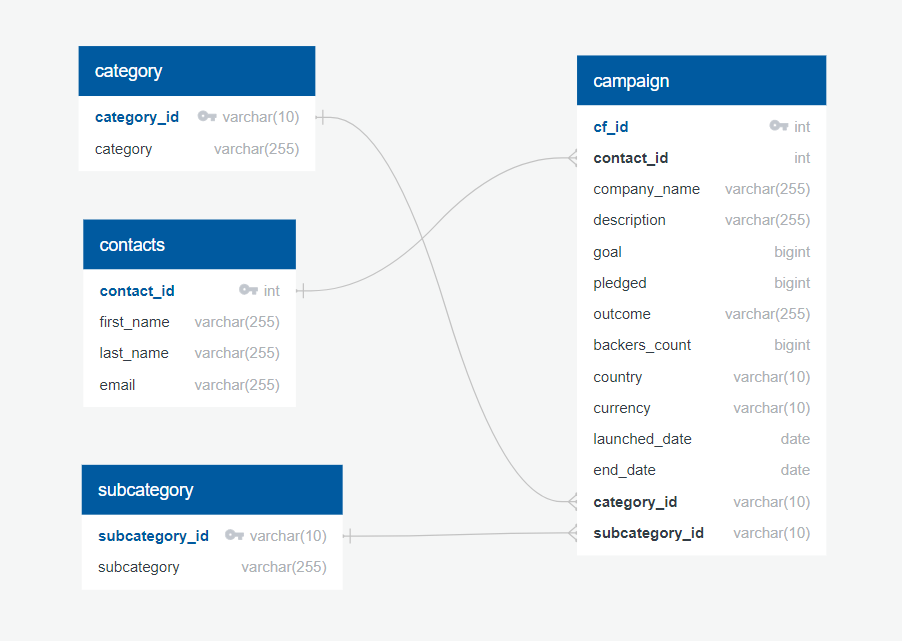 category
category_id varchar(10)
category varchar(255)
contacts
contact_id int
first_name varchar(255)
last_name varchar(255)
email varchar(255)
subcategory
subcategory_id varchar(10)
subcategory varchar(255)
campaign
cf_id int
contact_id int
company_name varchar(255)
description varchar(255)
goal bigint
pledged bigint
outcome varchar(255)
backers_count bigint
country varchar(10)
currency varchar(10)
launched_date date
end_date date
category_id varchar(10)
subcategory_id varchar(10)